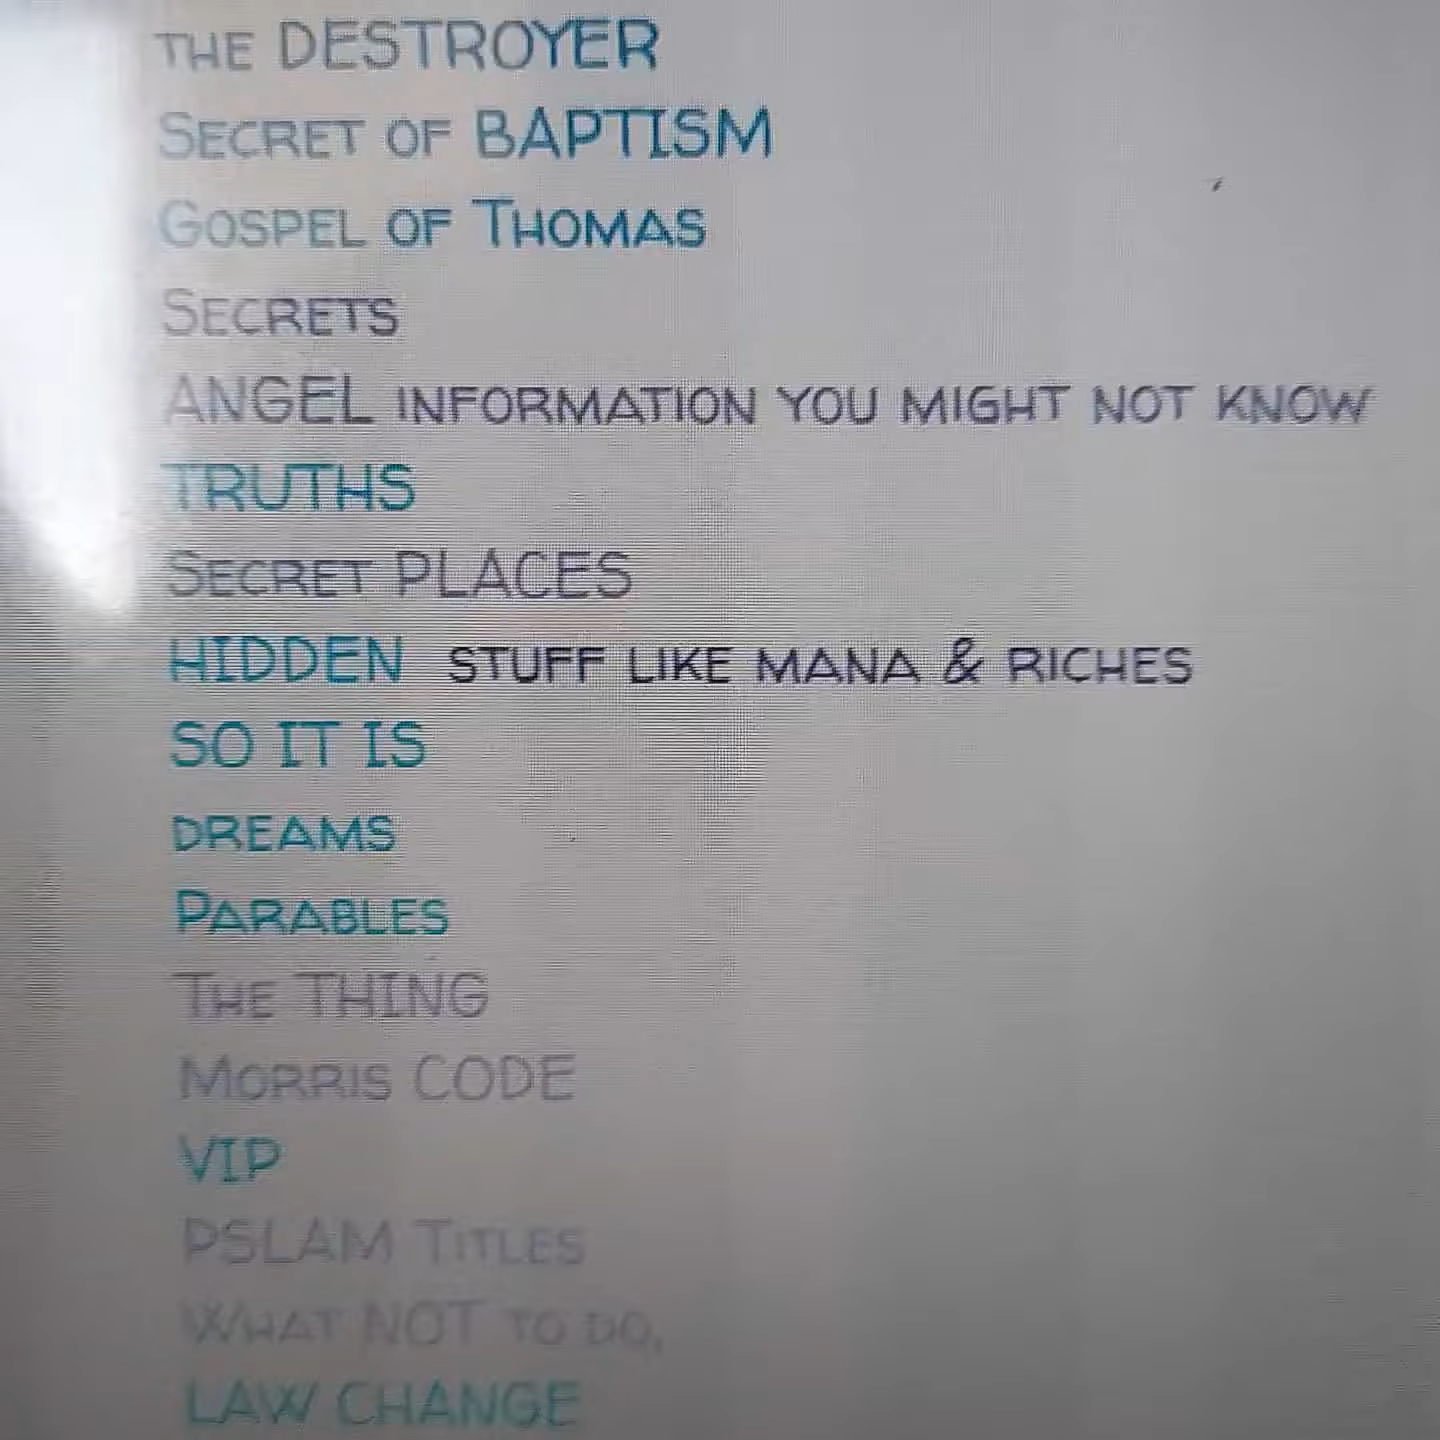 THE DESTROYER
SECRET OF BAPTISM
GOSPEL OF THOMAS
SECRETS
ANGEL INFORMATION YOU MIGHT NOT KNOW
TRUTHS
SECRET PLACES
HIDDEN STUFF LIKE MANA & RICHES
SO IT IS
DREAMS
PARABLES
THE THING
MORRIS CODE
VIP
PSLAM TITLES
WHAT NOT TO DO,
LAW CHANGE